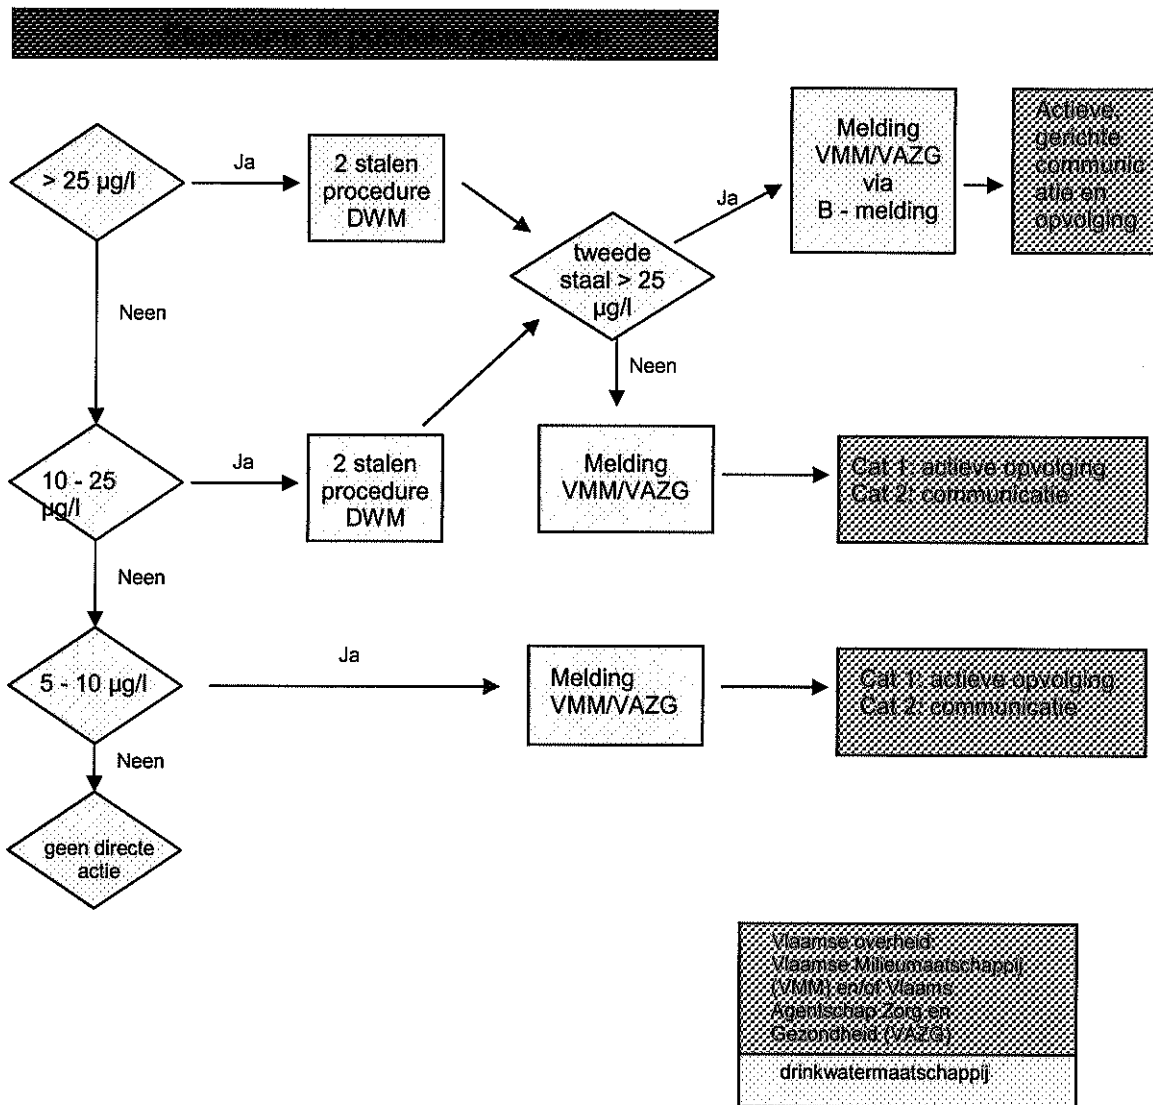 > 25 µg/l
Ja
2 stalen
procedure
DWM
tweede
staal > 25
µg/l
Ja
Melding
VMM/VAZG
via
B - melding
Actieve,
gerichte
communic
atie en
opvolging
Neen
Neen
10 - 25
µg/l
Ja
2 stalen
procedure
DWM
Melding
VMM/VAZG
Cat 1: actieve opvolging
Cat 2: communicatie
Neen
5 - 10 µg/l
Ja
Melding
VMM/VAZG
Cat 1: actieve opvolging
Cat 2: communicatie
Neen
geen directe
actie
Vlaamse overheid:
Vlaamse Milieumaatschappij
(VMM) en/of Vlaams
Agentschap Zorg en
Gezondheid (VAZG)
drinkwatermaatschappij